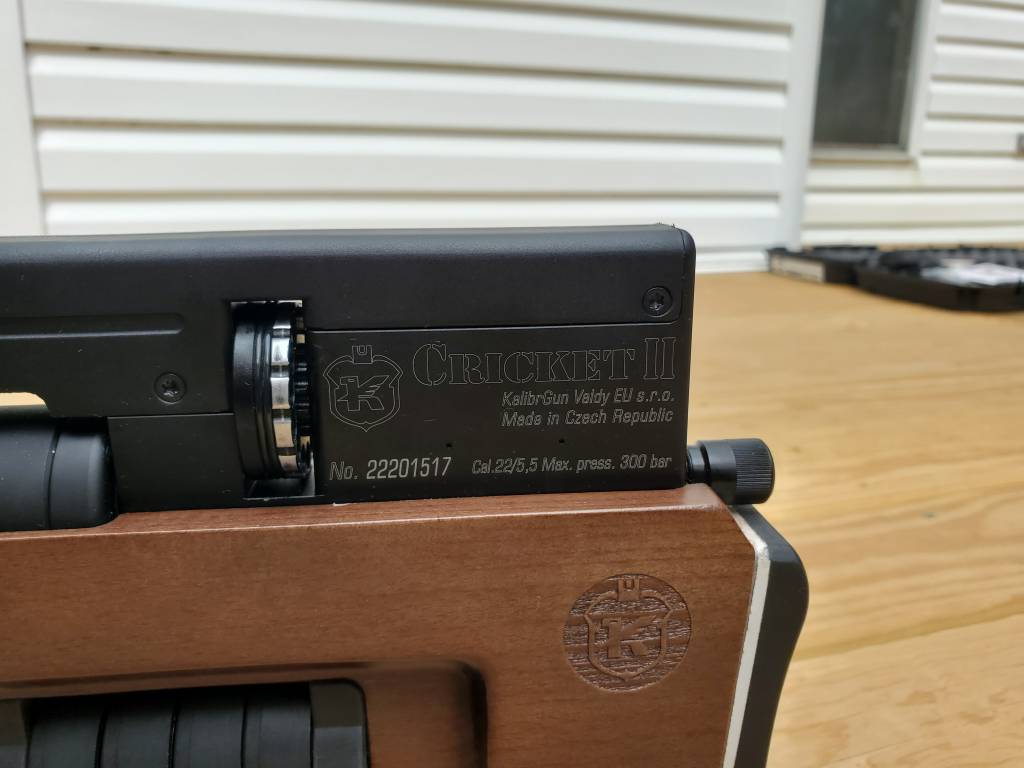 K
CRICKET II
KalibrGun Valdy EU s.r.o.
Made in Czech Republic
No. 22201517
Cal.22/5,5 Max. press. 300 bar
K